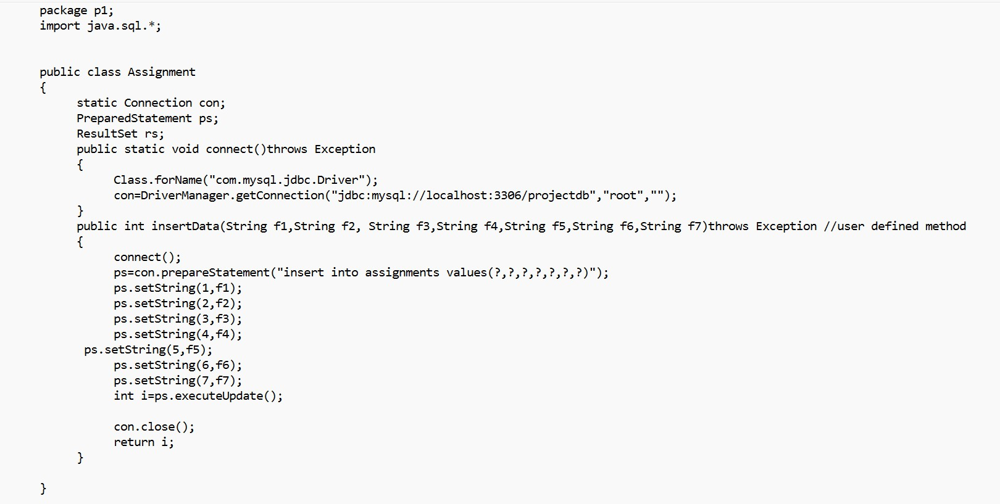 package p1;
import java.sql.*;
public class Assignment
{
static Connection con;
PreparedStatement ps;
ResultSet rs;
public static void connect()throws Exception
{
Class.forName("com.mysql.jdbc.Driver");
con=DriverManager.getConnection("jdbc:mysql://localhost:3306/projectdb","root","");
}
public int insertData(String f1,String f2, String f3,String f4,String f5,String f6,String f7)throws Exception //user defined method
{
connect();
ps=con.prepareStatement("insert into assignments values(?,?,?,?,?,?,?)");
ps.setString(1,f1);
ps.setString(2,f2);
ps.setString(3,f3);
ps.setString(4,f4);
ps.setString(5,f5);
ps.setString(6,f6);
ps.setString(7,f7);
int i=ps.executeUpdate();
con.close();
return i;
}
}